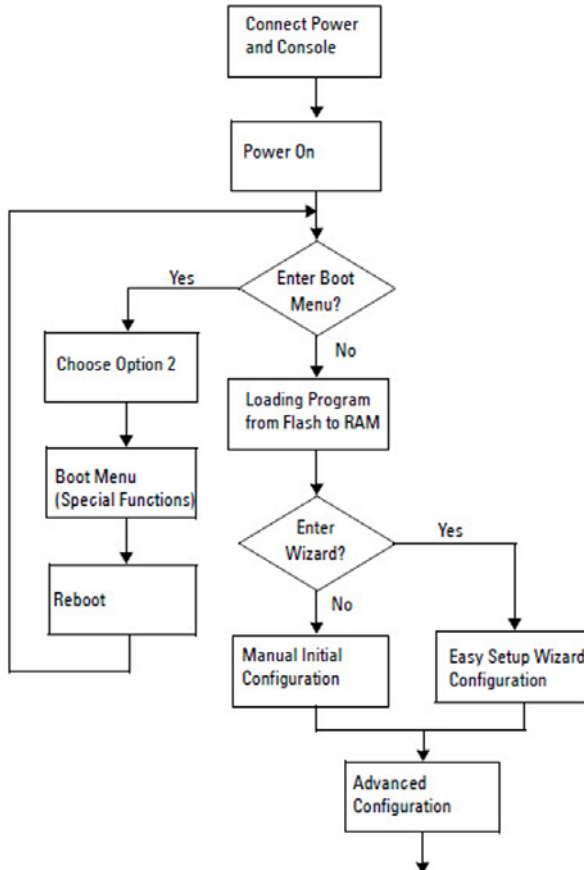 Connect Power
and Console
Power On
Enter Boot
Menu?
Yes
No
Choose Option 2
Loading Program
from Flash to RAM
Boot Menu
(Special Functions)
Enter
Wizard?
Yes
No
Reboot
Manual Initial
Configuration
Easy Setup Wizard
Configuration
Advanced
Configuration